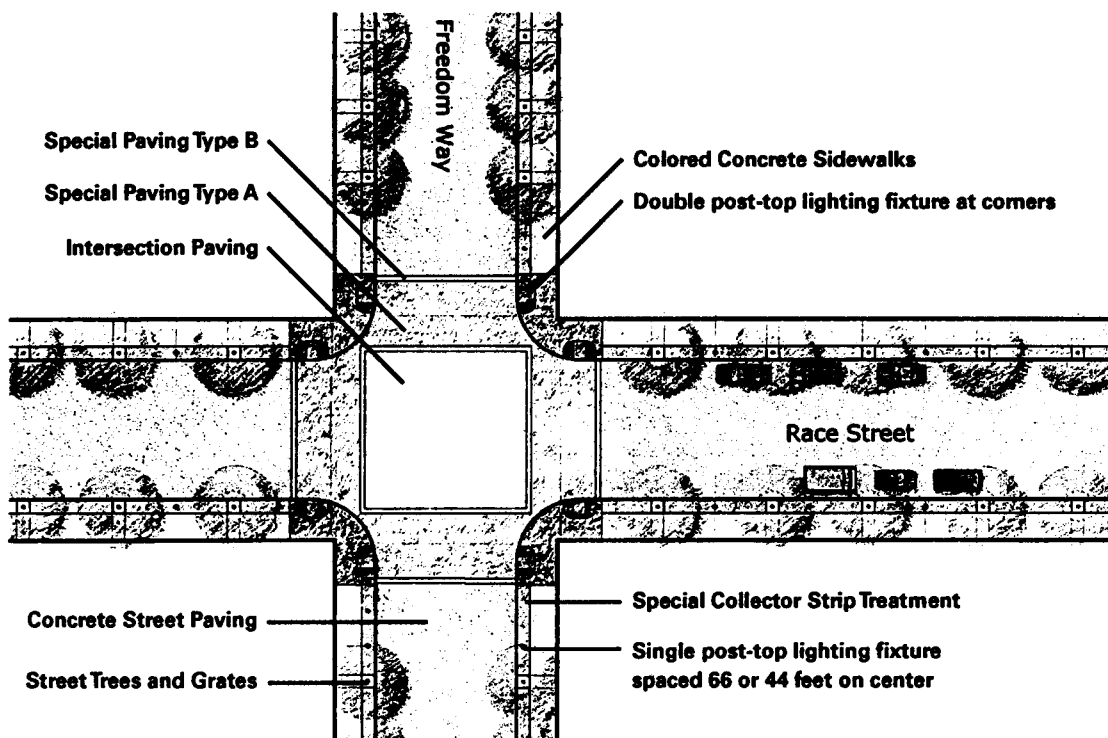 Freedom Way
Special Paving Type B
Special Paving Type A
Intersection Paving
Colored Concrete Sidewalks
Double post-top lighting fixture at corners
Race Street
Concrete Street Paving
Street Trees and Grates
Special Collector Strip Treatment
Single post-top lighting fixture
spaced 66 or 44 feet on center